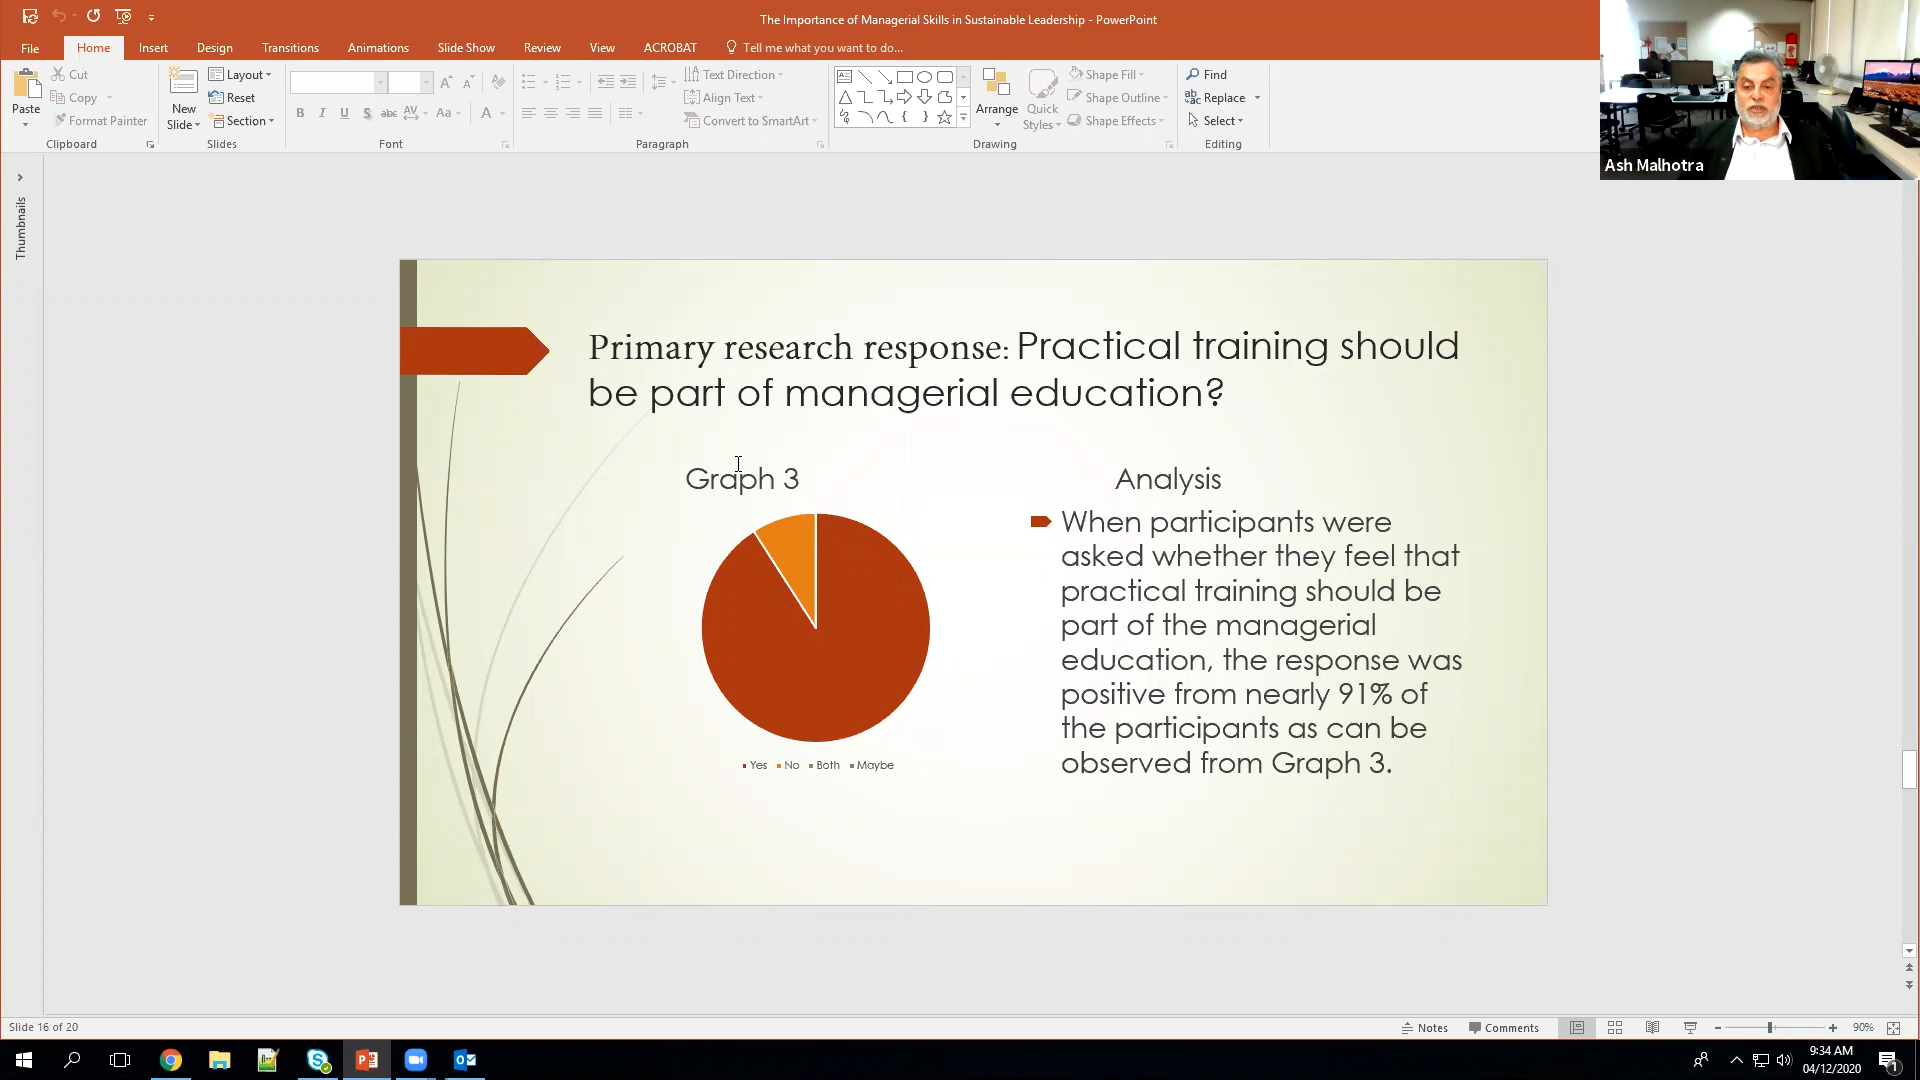 The Importance of Managerial Skills in Sustainable Leadership - PowerPoint
File Home Insert Design Transitions Animations Slide Show Review View ACROBAT Tell me what you want to do...
Paste
Cut
Copy
Format Painter
Clipboard
New
Slide
Layout
Reset
Section
Slides
B I U S abc AV Aa A
Font
Text Direction
Align Text
Convert to SmartArt
Paragraph
Arrange
Quick
Styles
Shape Fill
Shape Outline
Shape Effects
Drawing
Find
Replace
Select
Editing
Ash Malhotra
Thumbnails
Primary research response: Practical training should
be part of managerial education?
Graph 3
Yes No Both Maybe
Analysis
When participants were
asked whether they feel that
practical training should be
part of the managerial
education, the response was
positive from nearly 91% of
the participants as can be
observed from Graph 3.
Slide 16 of 20
Notes Comments 90%
9:34 AM
04/12/2020
1